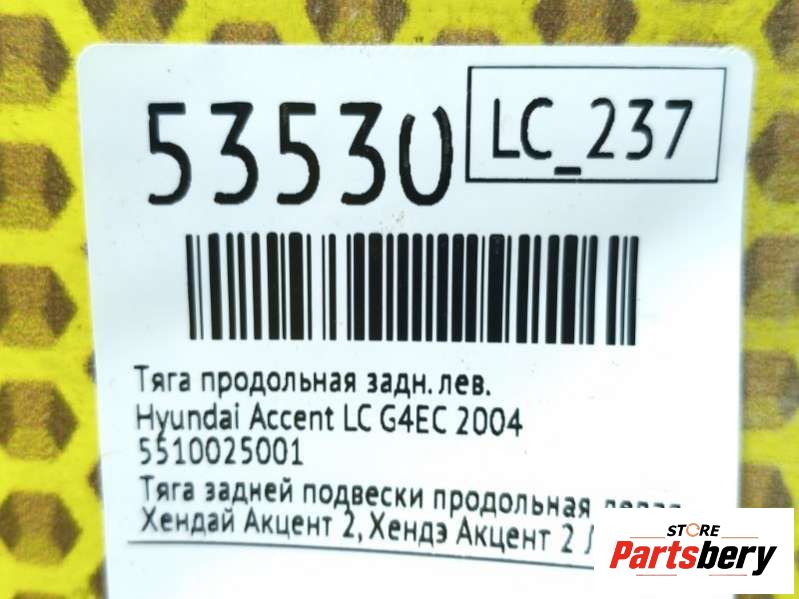 53530
LC_237
Тяга продольная задн. лев.
Hyundai Accent LC G4EC 2004
5510025001
Тяга задней подвески продольная
Хендай Акцент 2, Хендэ Акцент 2
STORE
Partsbery